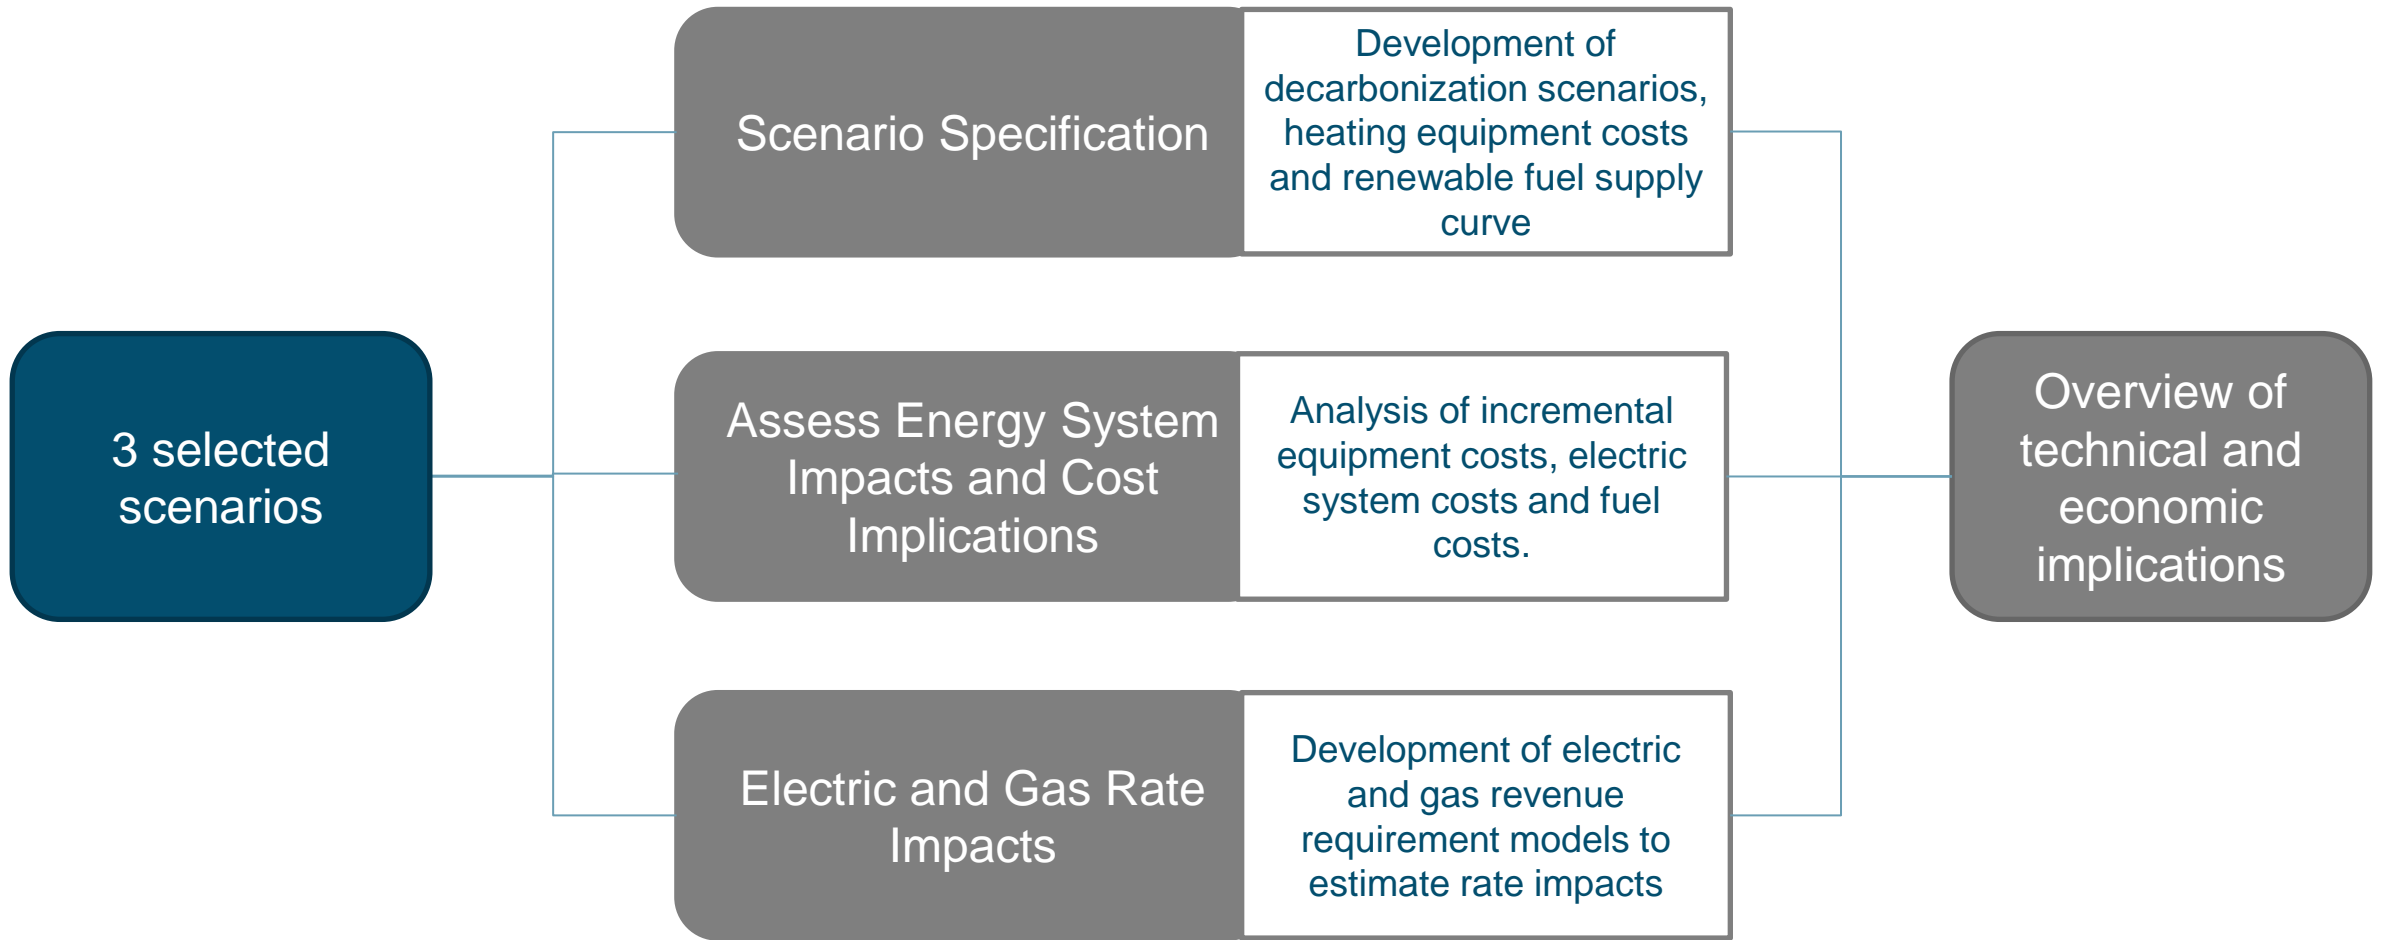 3 selected
scenarios
Scenario Specification
Development of
decarbonization scenarios,
heating equipment costs
and renewable fuel supply
curve
Assess Energy System
Impacts and Cost
Implications
Analysis of incremental
equipment costs, electric
system costs and fuel
costs.
Electric and Gas Rate
Impacts
Development of electric
and gas revenue
requirement models to
estimate rate impacts
Overview of
technical and
economic
implications